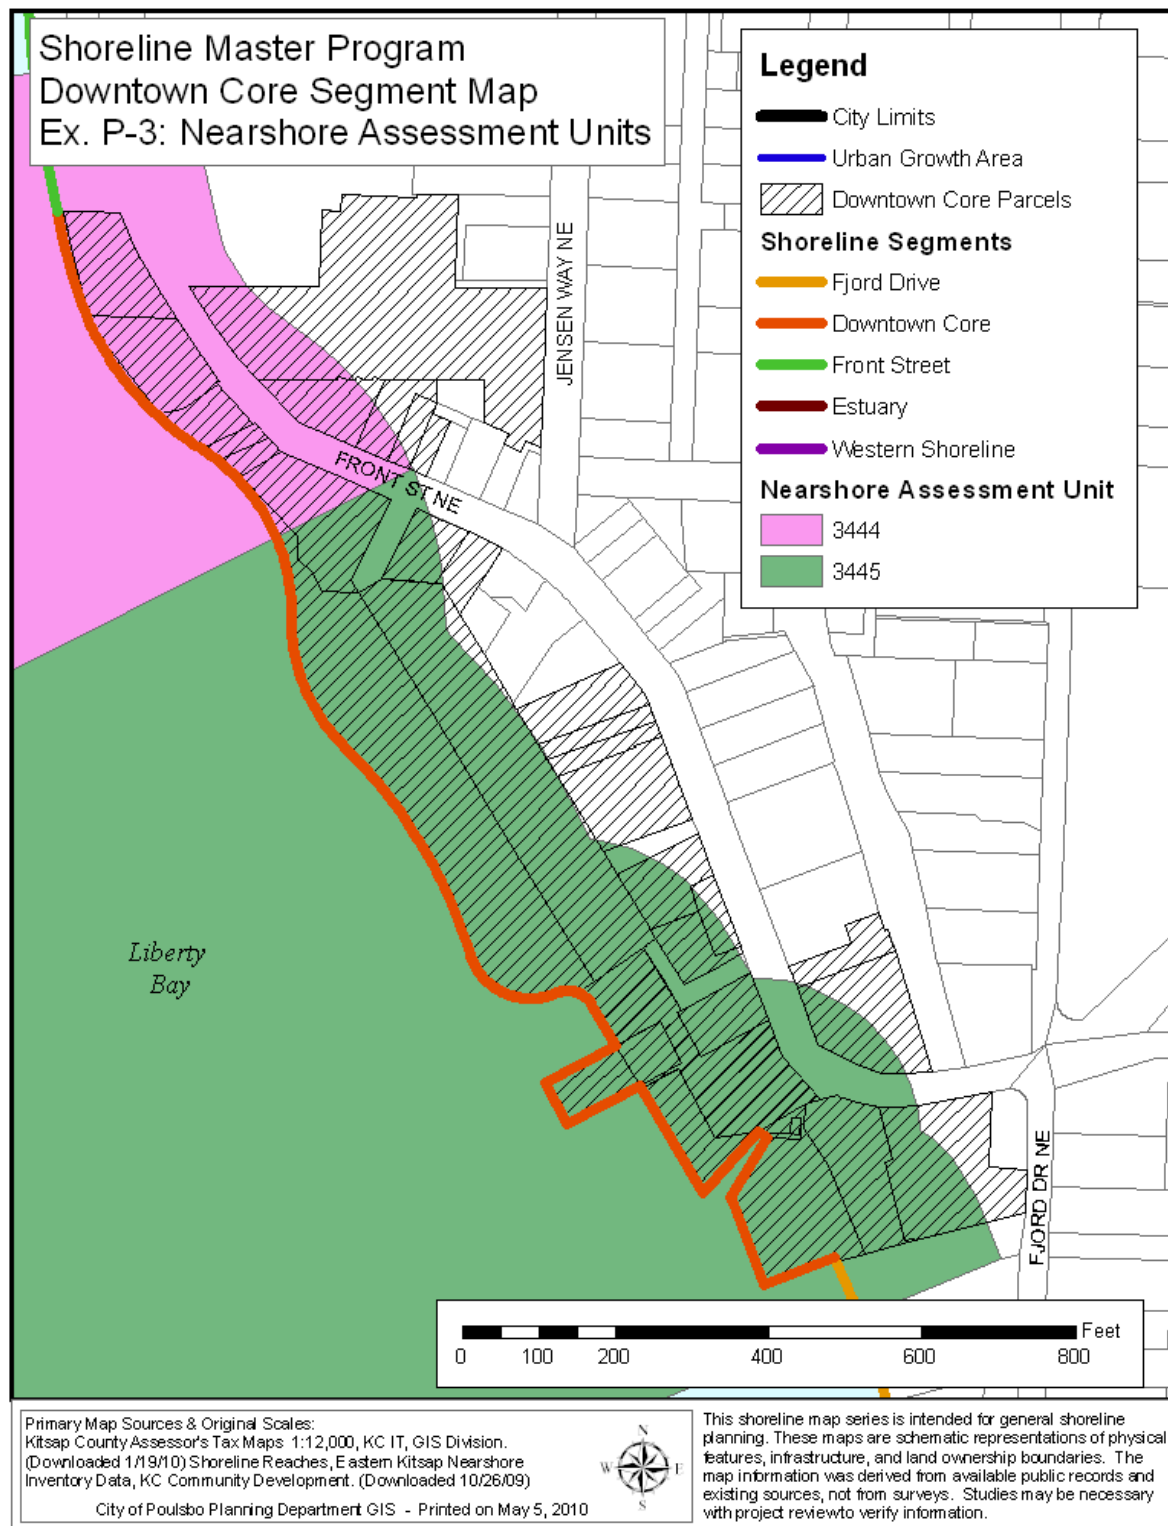 Shoreline Master Program
Downtown Core Segment Map
Ex. P-3: Nearshore Assessment Units
Legend
City Limits
Urban Growth Area
Downtown Core Parcels
Shoreline Segments
Fjord Drive
Downtown Core
Front Street
Estuary
Western Shoreline
Nearshore Assessment Unit
3444
3445
JENSEN WAY NE
FRONT ST NE
Liberty
Bay
FJORD DR NE
Feet
0 100 200 400 600 800
Primary Map Sources & Original Scales:
Kitsap County Assessor's Tax Maps 1:12,000, KC IT, GIS Division.
(Downloaded 1/19/10) Shoreline Reaches, Eastern Kitsap Nearshore
Inventory Data, KC Community Development. (Downloaded 10/26/09)
City of Poulsbo Planning Department GIS - Printed on May 5, 2010
N
W E
S
This shoreline map series is intended for general shoreline
planning. These maps are schematic representations of physical
features, infrastructure, and land ownership boundaries. The
map information was derived from available public records and
existing sources, not from surveys. Studies may be necessary
with project review to verify information.